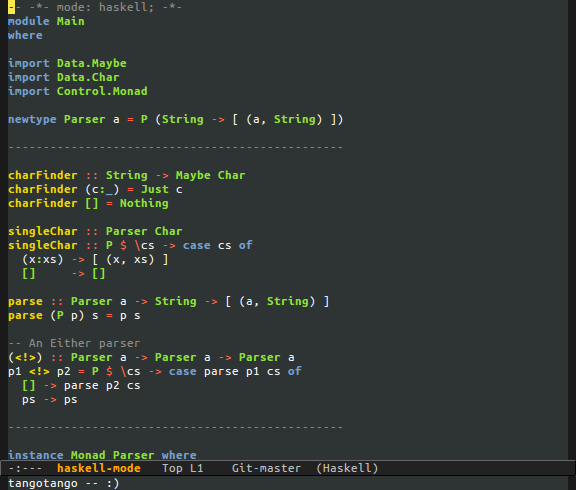 -- -*- mode: haskell; -*-
module Main
where
import Data.Maybe
import Data.Char
import Control.Monad
newtype Parser a = P (String -> [ (a, String) ])
------------------------------------------------
charFinder :: String -> Maybe Char
charFinder (c:_) = Just c
charFinder [] = Nothing
singleChar :: Parser Char
singleChar :: P $ \cs -> case cs of
  (x:xs) -> [ (x, xs) ]
  []     -> []
parse :: Parser a -> String -> [ (a, String) ]
parse (P p) s = p s
-- An Either parser
(<!>) :: Parser a -> Parser a -> Parser a
p1 <!> p2 = P $ \cs -> case parse p1 cs of
  [] -> parse p2 cs
  ps -> ps
------------------------------------------------
instance Monad Parser where
-:---  haskell-mode   Top L1    Git-master  (Haskell)
tangotango -- :)